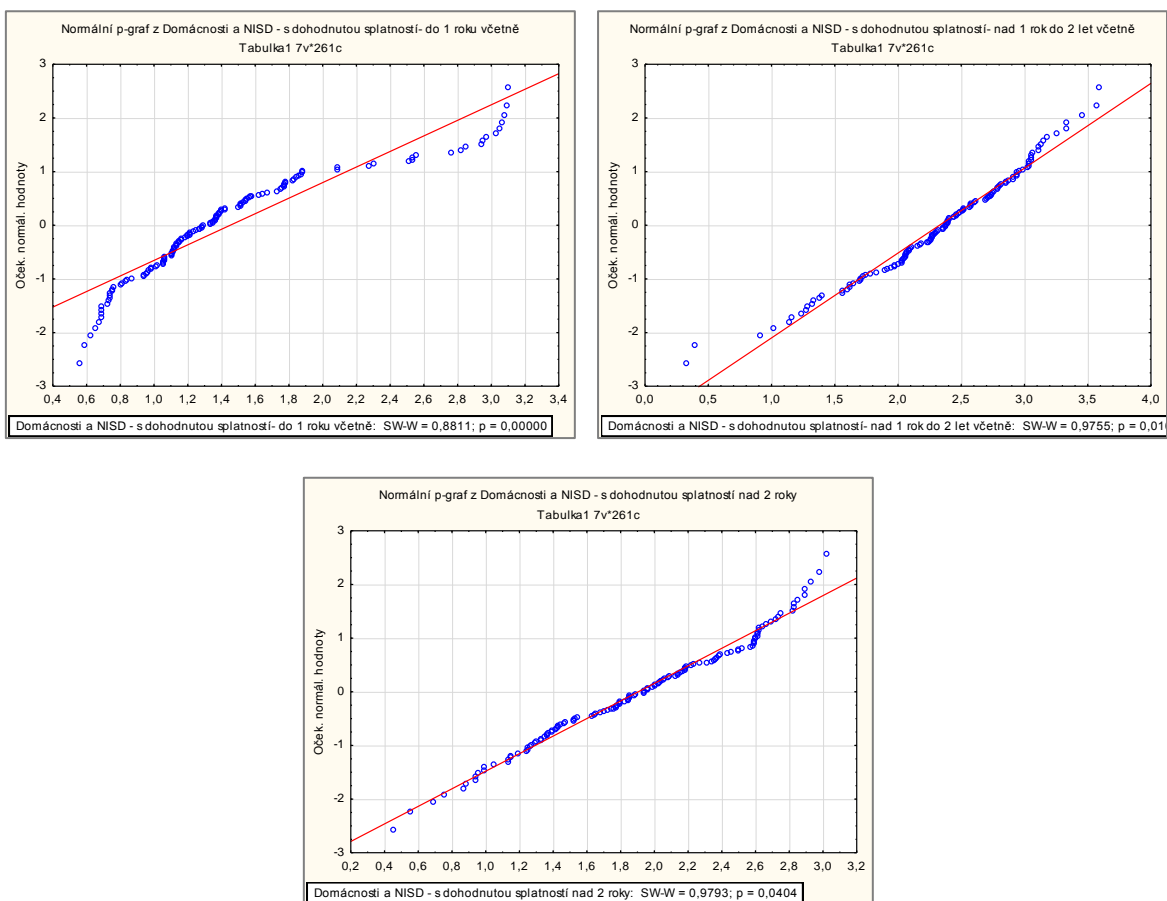 Normální p-graf z Domácnosti a NISD - s dohodnutou splatností- do 1 roku včetně
Tabulka1 7v*261c
Oček. normál. hodnoty
3
2
1
0
-1
-2
-3
0,4 0,6 0,8 1,0 1,2 1,4 1,6 1,8 2,0 2,2 2,4 2,6 2,8 3,0 3,2 3,4
Domácnosti a NISD - s dohodnutou splatností- do 1 roku včetně: SW-W = 0,8811; p = 0,00000
Normální p-graf z Domácnosti a NISD - s dohodnutou splatností- nad 1 rok do 2 let včetně
Tabulka1 7v*261c
Oček. normál. hodnoty
3
2
1
0
-1
-2
-3
0,0 0,5 1,0 1,5 2,0 2,5 3,0 3,5 4,0
Domácnosti a NISD - s dohodnutou splatností- nad 1 rok do 2 let včetně: SW-W = 0,9755; p =
Normální p-graf z Domácnosti a NISD - s dohodnutou splatností nad 2 roky
Tabulka1 7v*261c
Oček. normál. hodnoty
3
2
1
0
-1
-2
-3
0,2 0,4 0,6 0,8 1,0 1,2 1,4 1,6 1,8 2,0 2,2 2,4 2,6 2,8 3,0 3,2
Domácnosti a NISD - s dohodnutou splatností nad 2 roky: SW-W = 0,9793; p = 0,0404